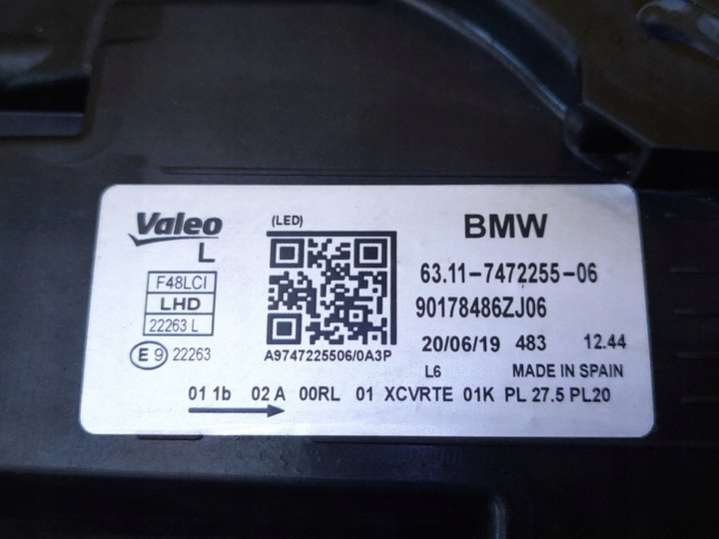 Valeo
L
(LED)
BMW
F48LCI
LHD
22263 L
63.11-7472255-06
90178486ZJ06
E 9 22263
A9747225506/0A3P
20/06/19 483 12.44
L6 MADE IN SPAIN
01 1b 02 A 00RL 01 XCVRTE 01K PL 27.5 PL20